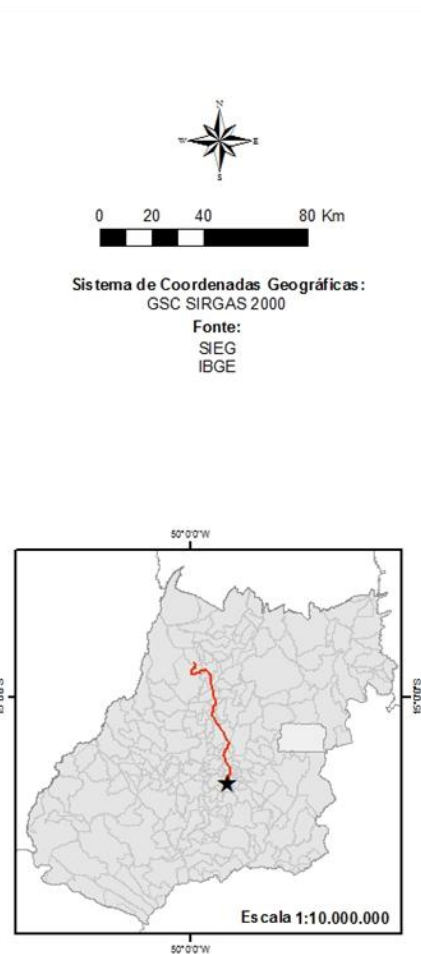 N
W E
S
0 20 40 80 Km
Sistema de Coordenadas Geográficas:
GSC SIRGAS 2000
Fonte:
SIEG
IBGE
50°0'0"W
15°0'0"S
Escala 1:10.000.000
50°0'0"W